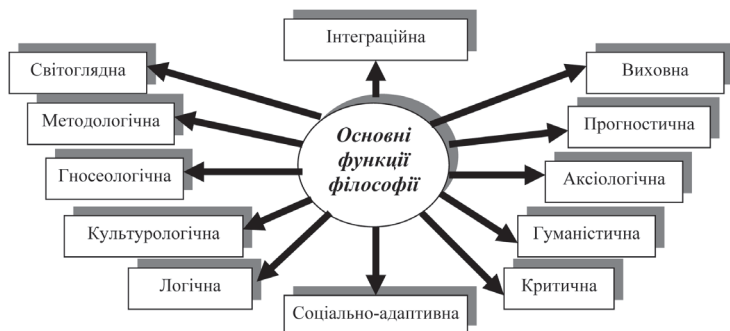 Інтеграційна
Світоглядна
Виховна
Методологічна
Прогностична
Основні
функції
філософії
Гносеологічна
Аксіологічна
Культурологічна
Гуманістична
Логічна
Критична
Соціально-адаптивна